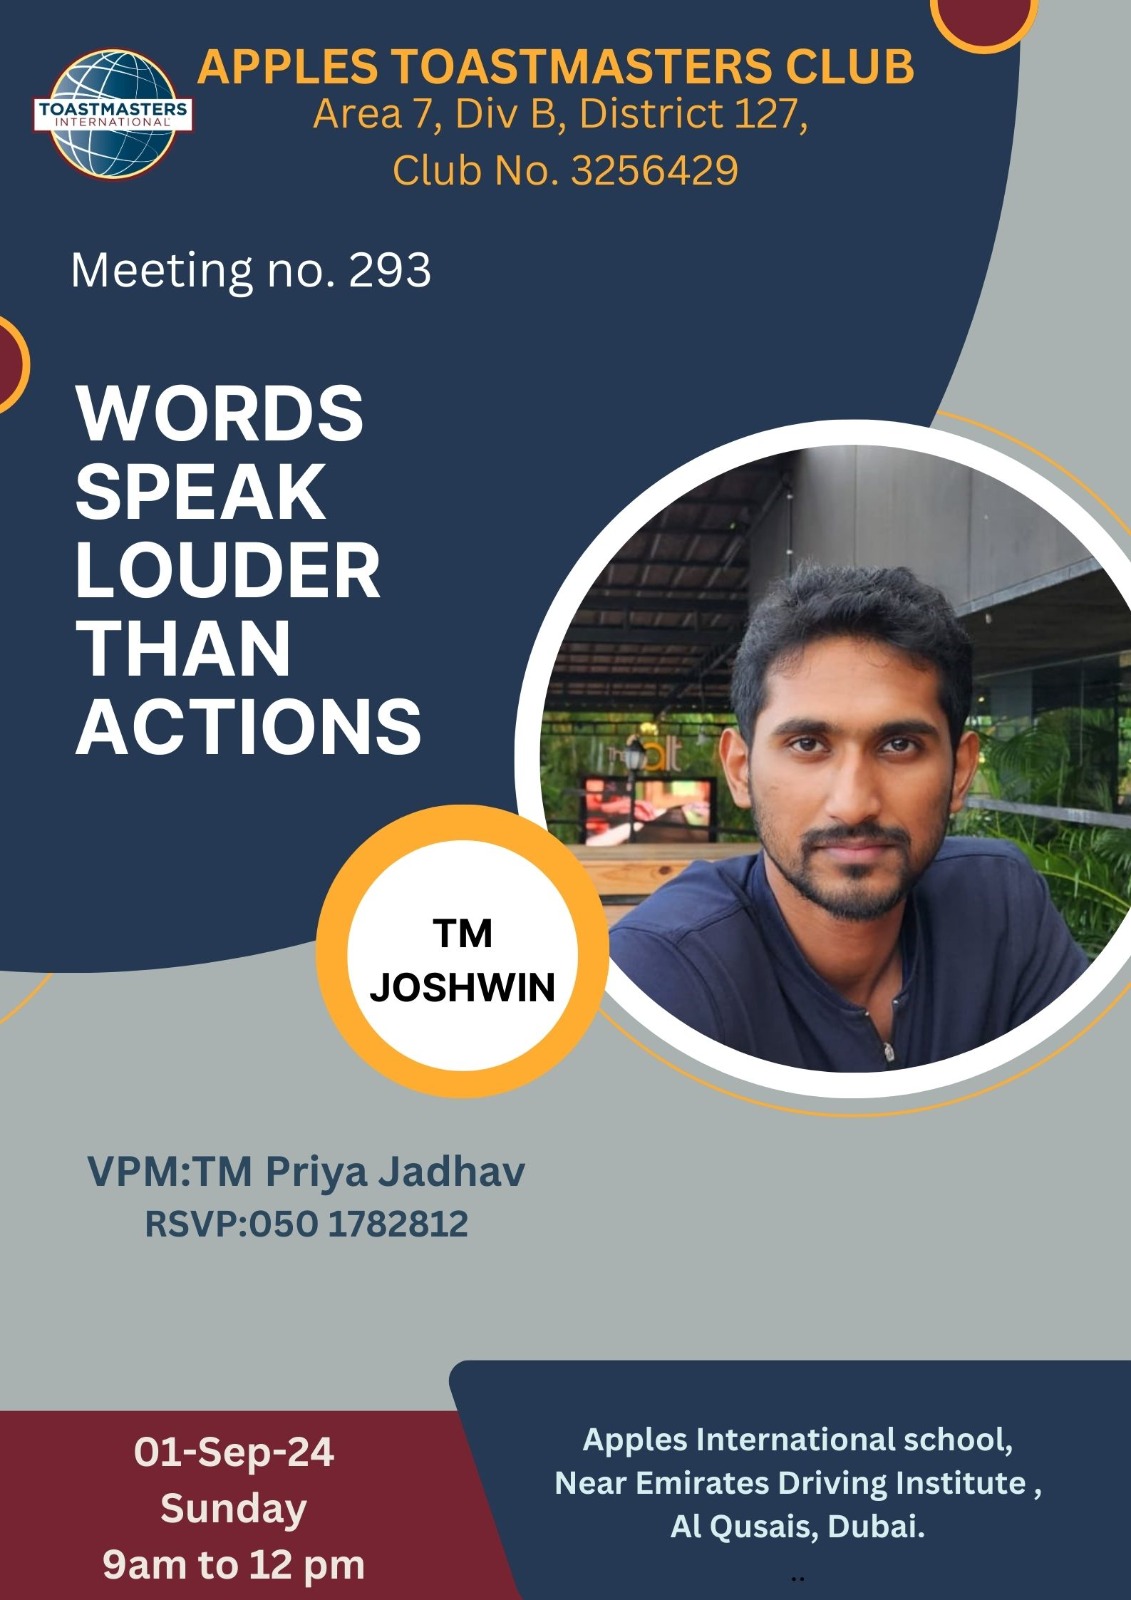 TOASTMASTERS
INTERNATIONAL
APPLES TOASTMASTERS CLUB
Area 7, Div B, District 127,
Club No. 3256429
Meeting no. 293
WORDS
SPEAK
LOUDER
THAN
ACTIONS
TM
JOSHWIN
VPM:TM Priya Jadhav
RSVP:050 1782812
01-Sep-24
Sunday
9am to 12 pm
Apples International school,
Near Emirates Driving Institute ,
Al Qusais, Dubai.
..